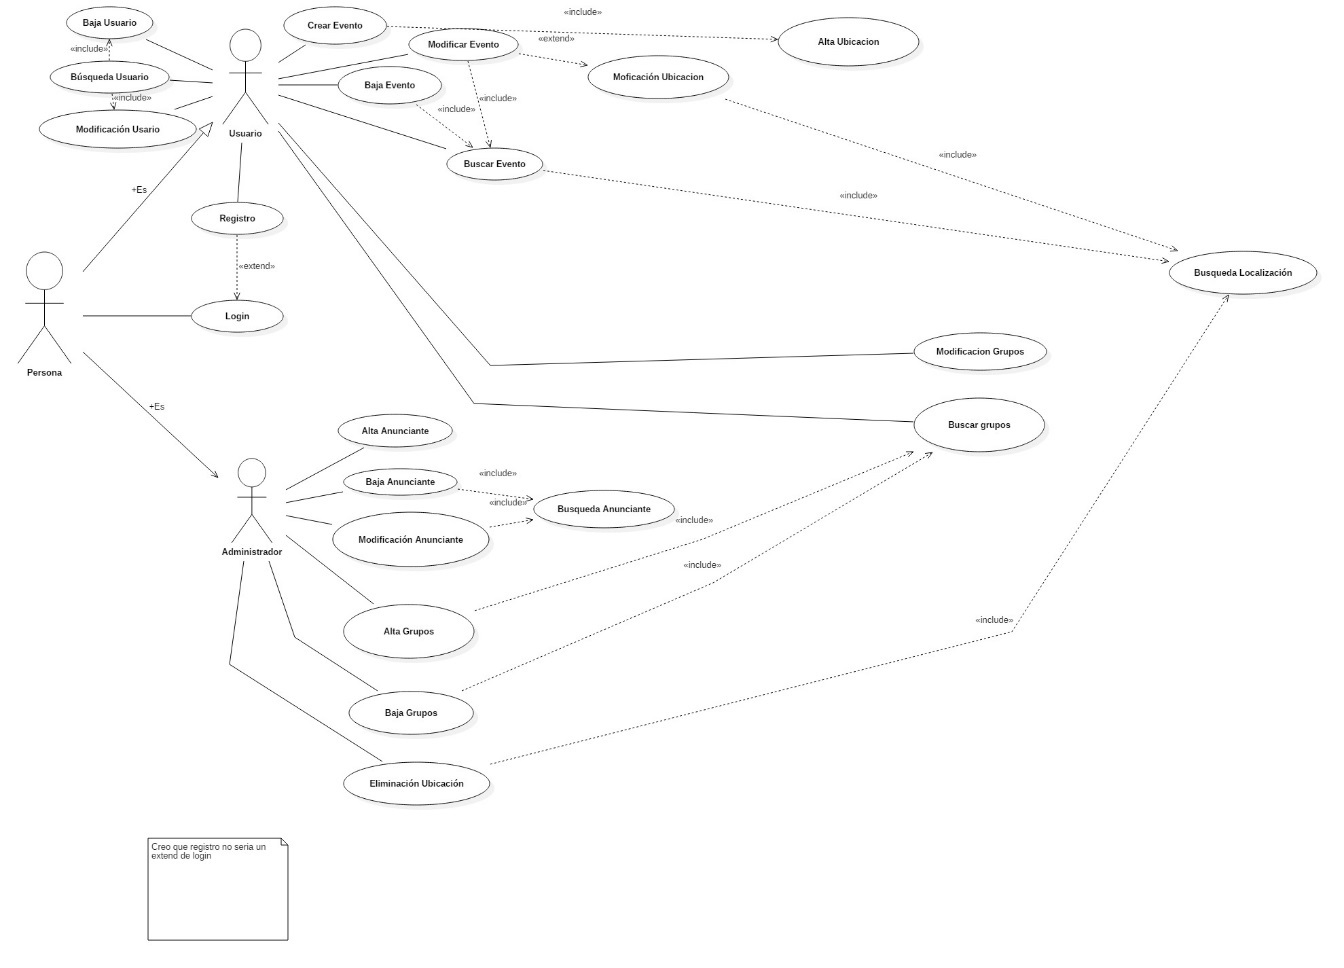 Baja Usuario
Crear Evento
«include»
Alta Ubicacion
«include»
Modificar Evento
«extend»
Búsqueda Usuario
Baja Evento
Moficación Ubicacion
«include»
«include»
«include»
Modificación Usario
Usuario
Buscar Evento
«include»
+Es
«include»
Registro
«extend»
Busqueda Localización
Login
Persona
Modificacion Grupos
+Es
Alta Anunciante
Buscar grupos
Baja Anunciante
«include»
«include»
Busqueda Anunciante
«include»
Modificación Anunciante
Administrador
«include»
Alta Grupos
«include»
Baja Grupos
Eliminación Ubicación
Creo que registro no seria un
extend de login